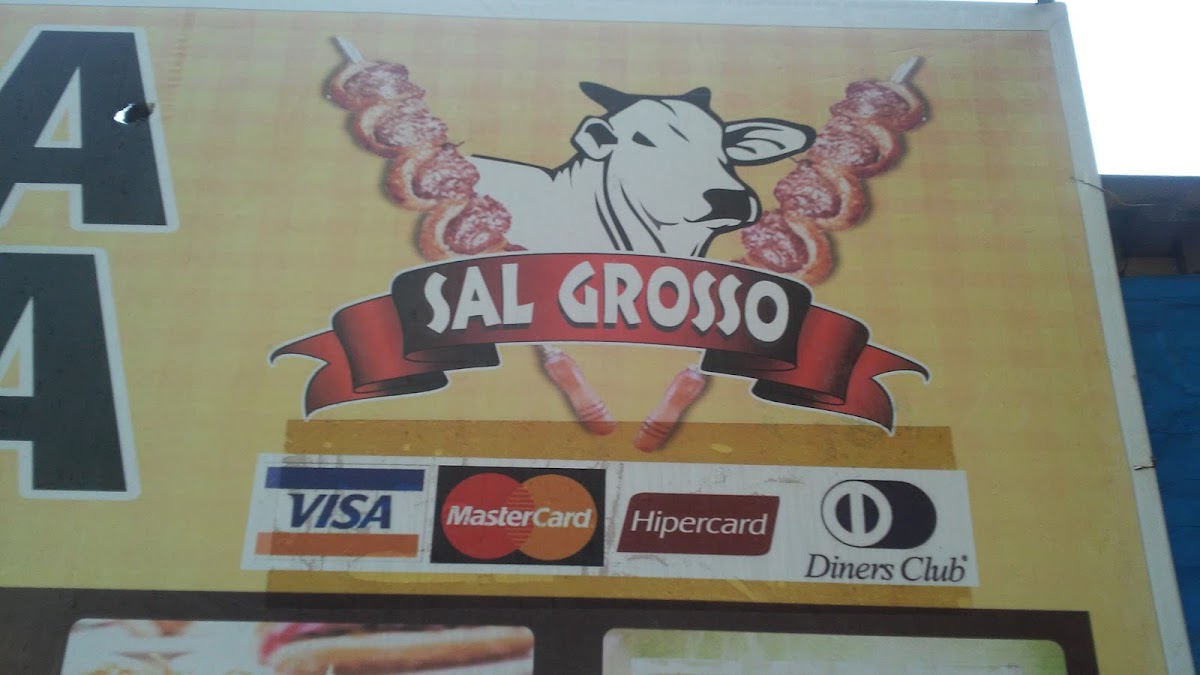 A
A
SAL GROSSO
VISA MasterCard Hipercard Diners Club®